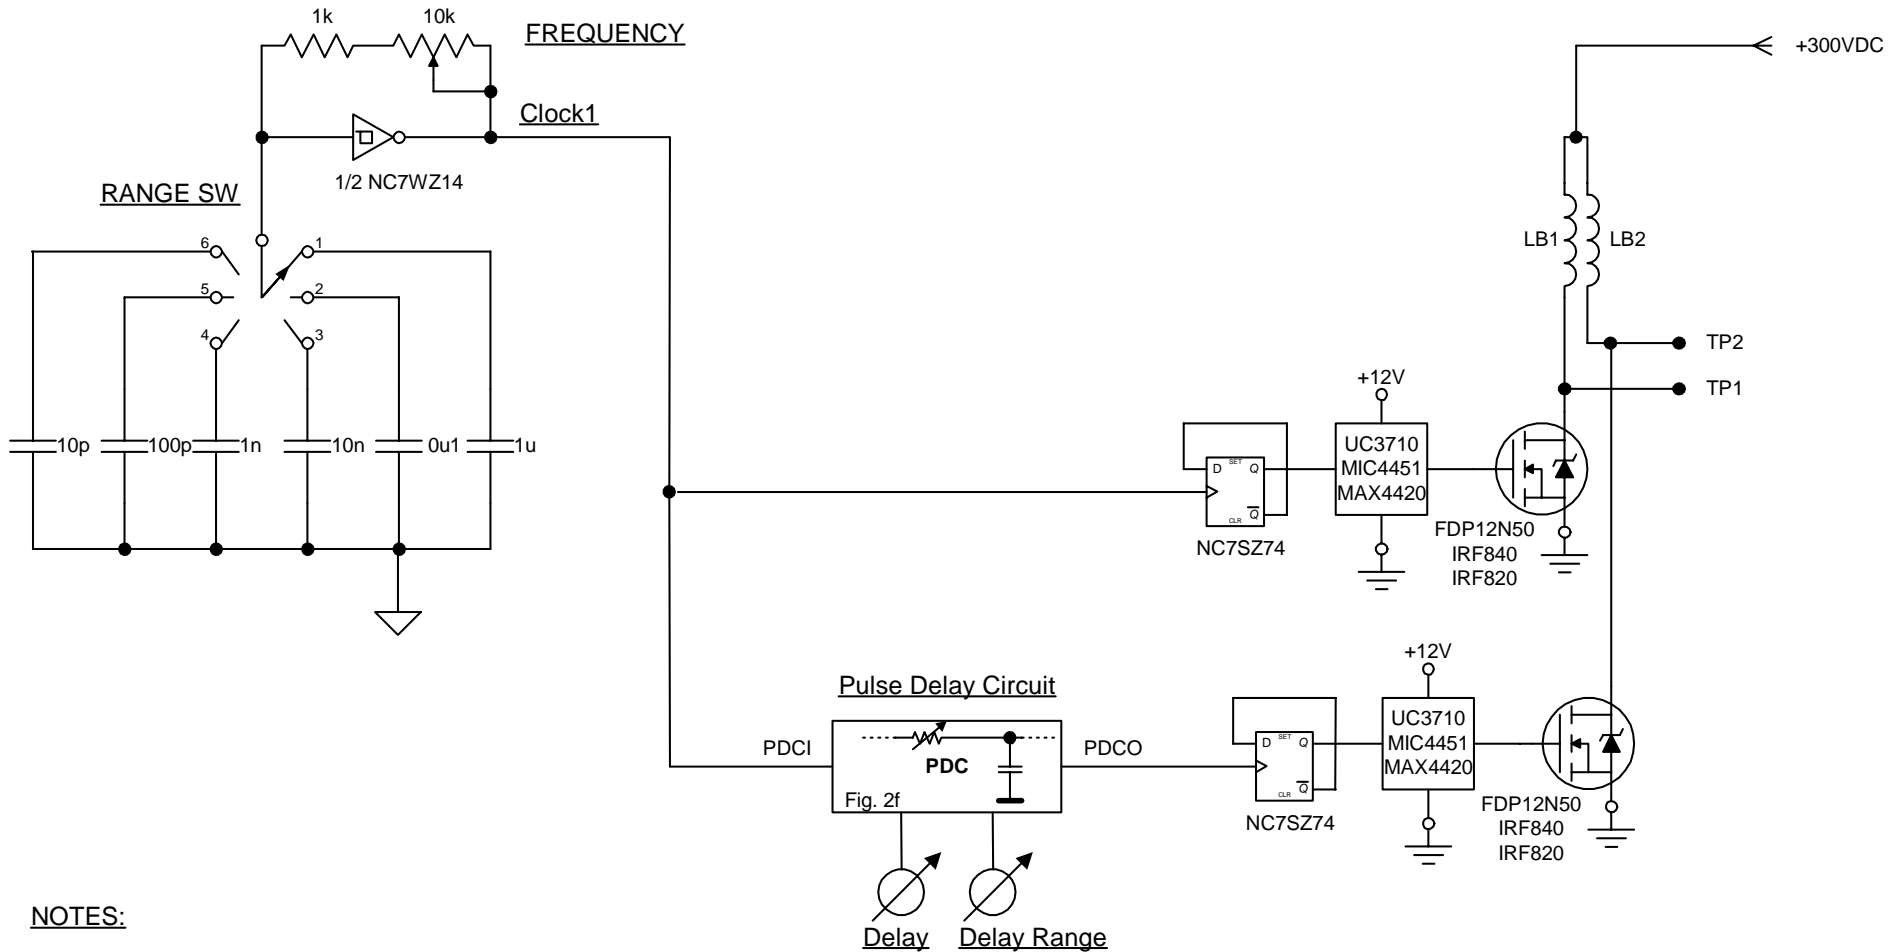 1k
10k
FREQUENCY
+300VDC
Clock1
1/2 NC7WZ14
RANGE SW
6
1
5
2
4
3
10p
100p
1n
10n
0u1
1u
LB1
LB2
TP2
TP1
+12V
UC3710
MIC4451
MAX4420
D
SET
Q
CLR
Q
NC7SZ74
FDP12N50
IRF840
IRF820
Pulse Delay Circuit
PDCI
PDC
Fig. 2f
PDCO
+12V
UC3710
MIC4451
MAX4420
D
SET
Q
CLR
Q
NC7SZ74
FDP12N50
IRF840
IRF820
Delay
Delay Range
NOTES: